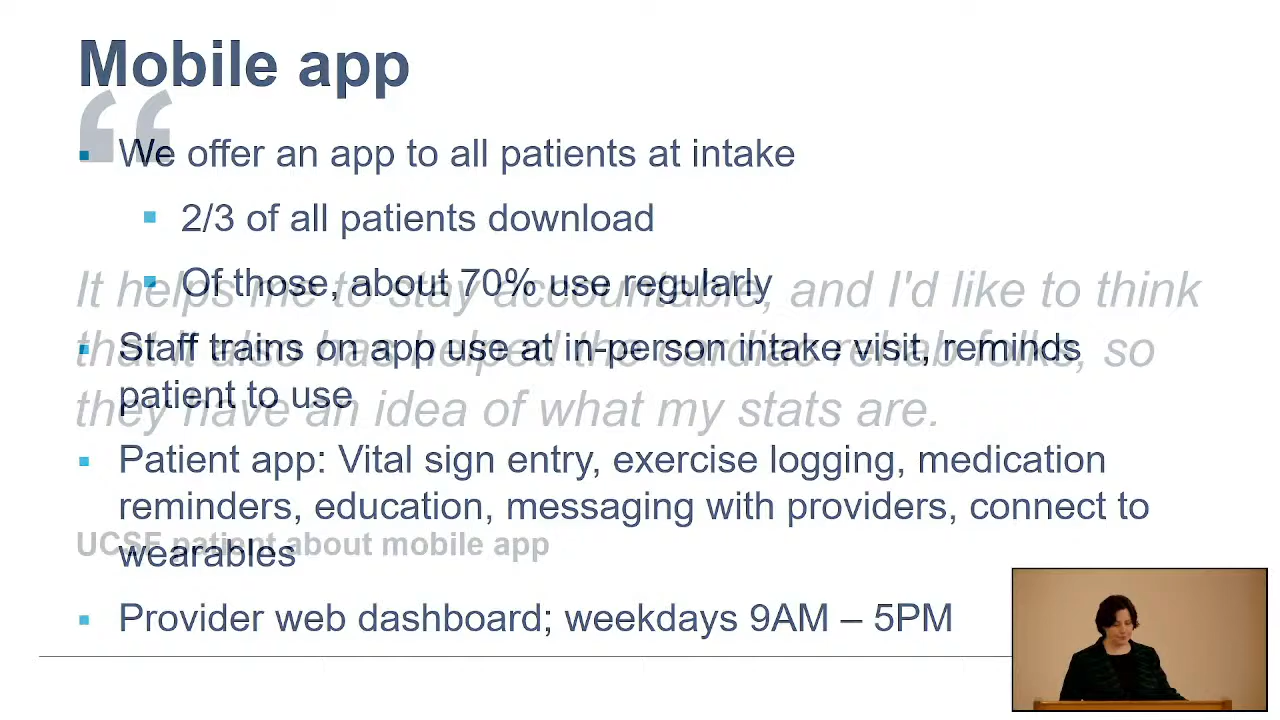 Mobile app
“
We offer an app to all patients at intake
2/3 of all patients download
Of those, about 70% use regularly
It helps me to stay accountable, and I'd like to think
that it also has helped the cardiac rehab folks, so
they have an idea of what my stats are.
Staff trains on app use at in-person intake visit, reminds
patient to use
Patient app: Vital sign entry, exercise logging, medication
reminders, education, messaging with providers, connect to
wearables
UCSF patient about mobile app
Provider web dashboard; weekdays 9AM – 5PM